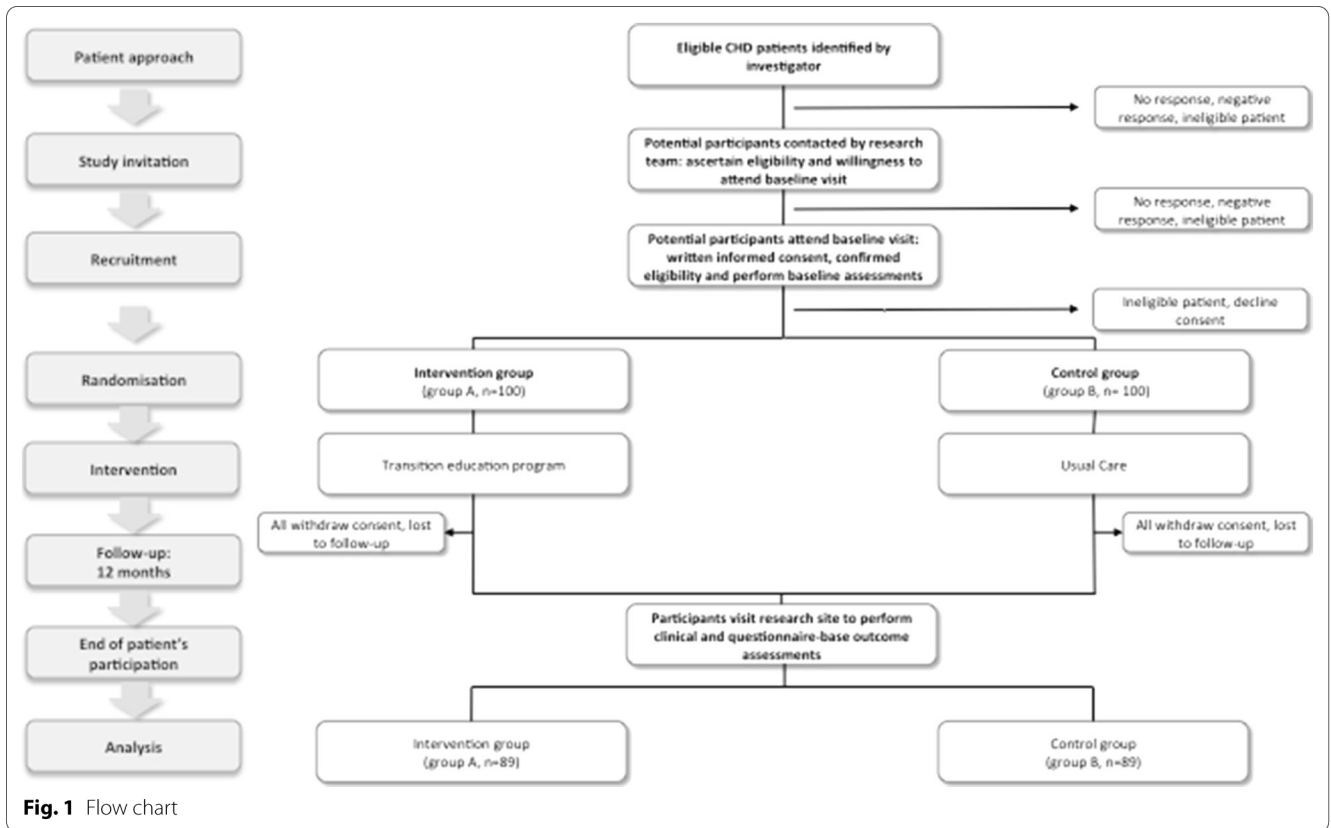 Patient approach
Study invitation
Recruitment
Randomisation
Intervention
Follow-up:
12 months
End of patient's
participation
Analysis
Eligible CHD patients identified by
investigator
No response, negative
response, ineligible patient
Potential participants contacted by research
team: ascertain eligibility and willingness to
attend baseline visit
No response, negative
response, ineligible patient
Potential participants attend baseline visit:
written informed consent, confirmed
eligibility and perform baseline assessments
Ineligible patient, decline
consent
Intervention group
(group A, n=100)
Control group
(group B, n= 100)
Transition education program
Usual Care
All withdraw consent, lost
to follow-up
All withdraw consent, lost
to follow-up
Participants visit research site to perform
clinical and questionnaire-base outcome
assessments
Intervention group
(group A, n=89)
Control group
(group B, n=89)
Fig. 1 Flow chart